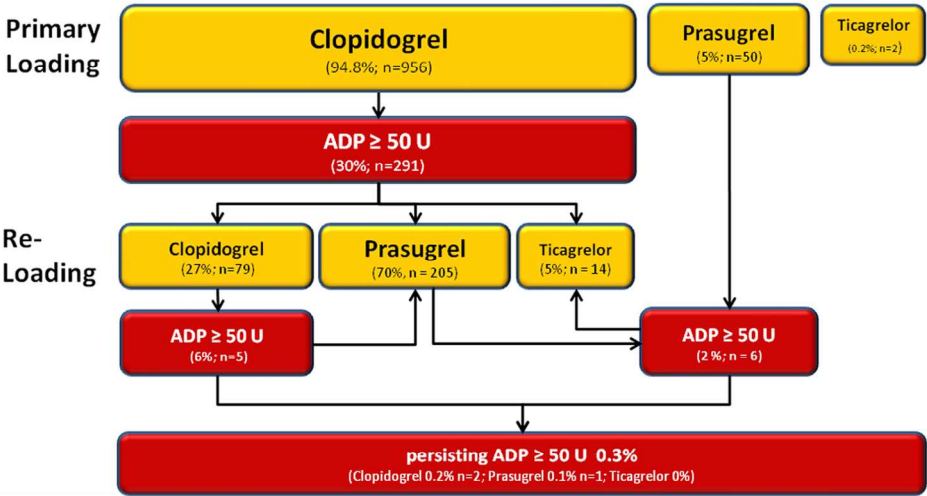 Primary
Loading
Clopidogrel
(94.8%; n=956)
Prasugrel
(5%; n=50)
Ticagrelor
(0.2%; n=2)
ADP ≥ 50 U
(30%; n=291)
Re-
Loading
Clopidogrel
(27%; n=79)
Prasugrel
(70%, n = 205)
Ticagrelor
(5%; n = 14)
ADP ≥ 50 U
(6%; n=5)
ADP ≥ 50 U
(2 %; n = 6)
persisting ADP ≥ 50 U 0.3%
(Clopidogrel 0.2% n=2; Prasugrel 0.1% n=1; Ticagrelor 0%)